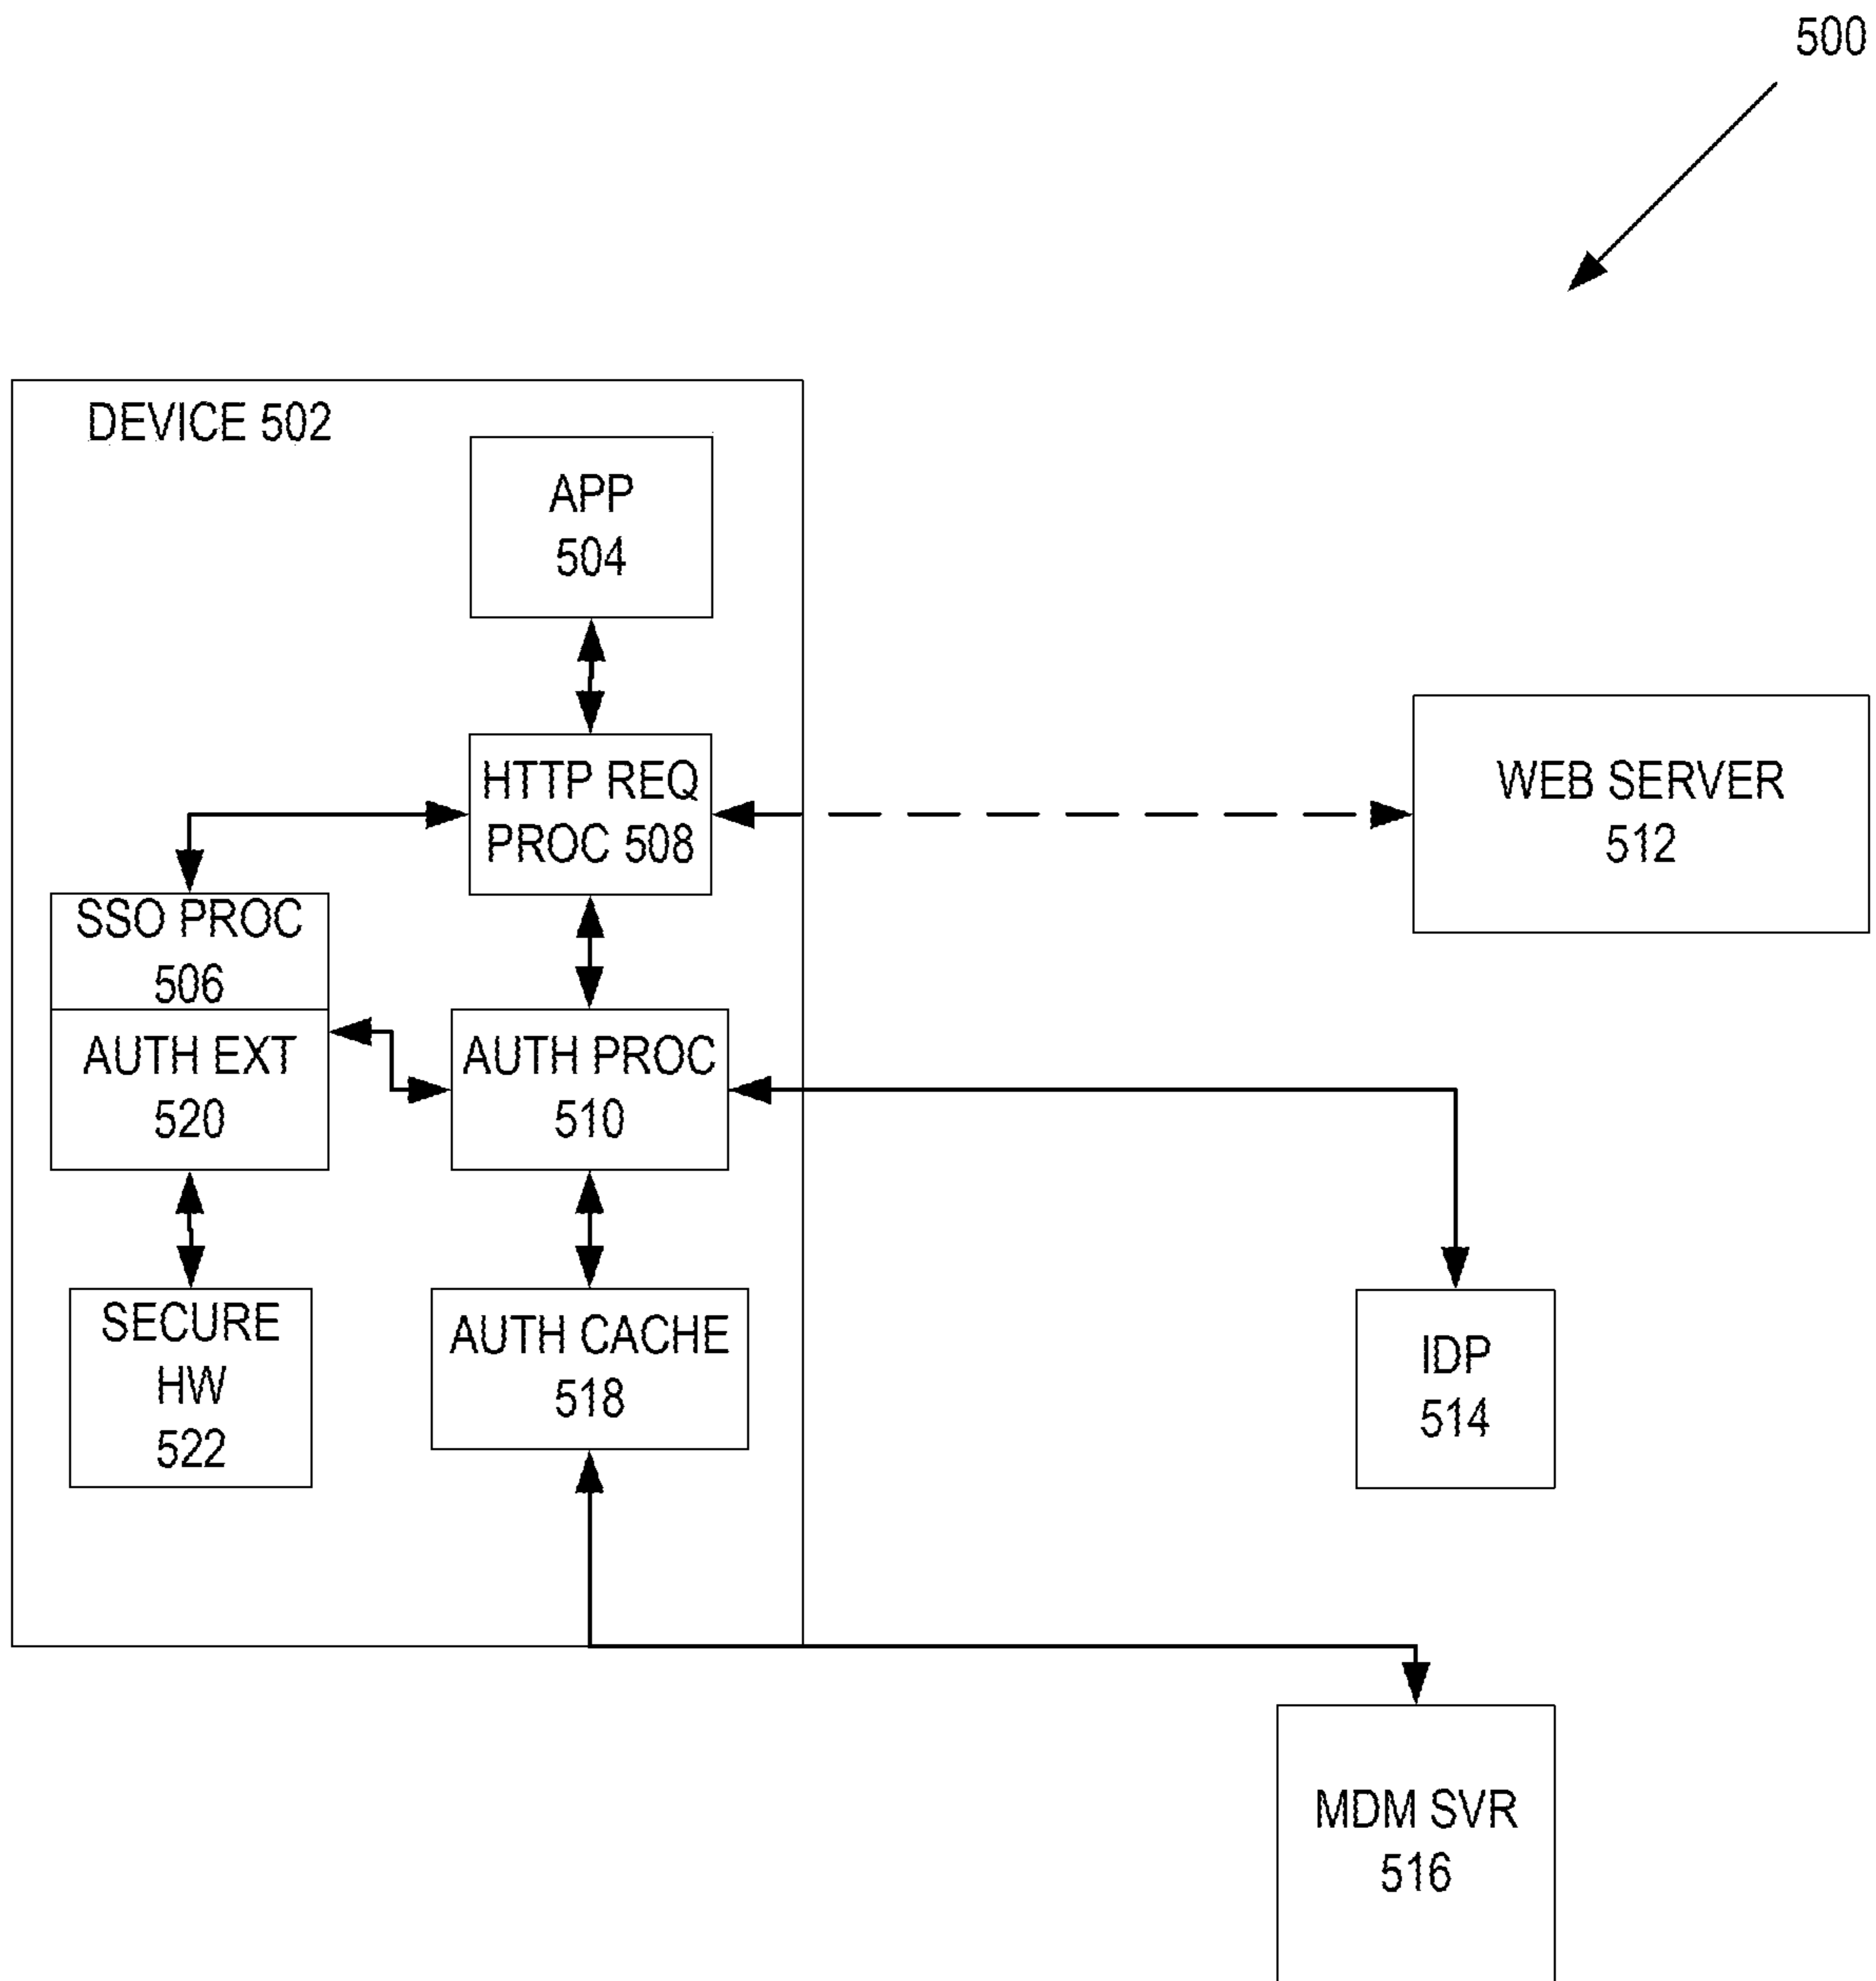 500
DEVICE 502
APP
504
HTTP REQ
PROC 508
WEB SERVER
512
SSO PROC
506
AUTH EXT
520
AUTH PROC
510
SECURE
HW
522
AUTH CACHE
518
IDP
514
MDM SVR
516